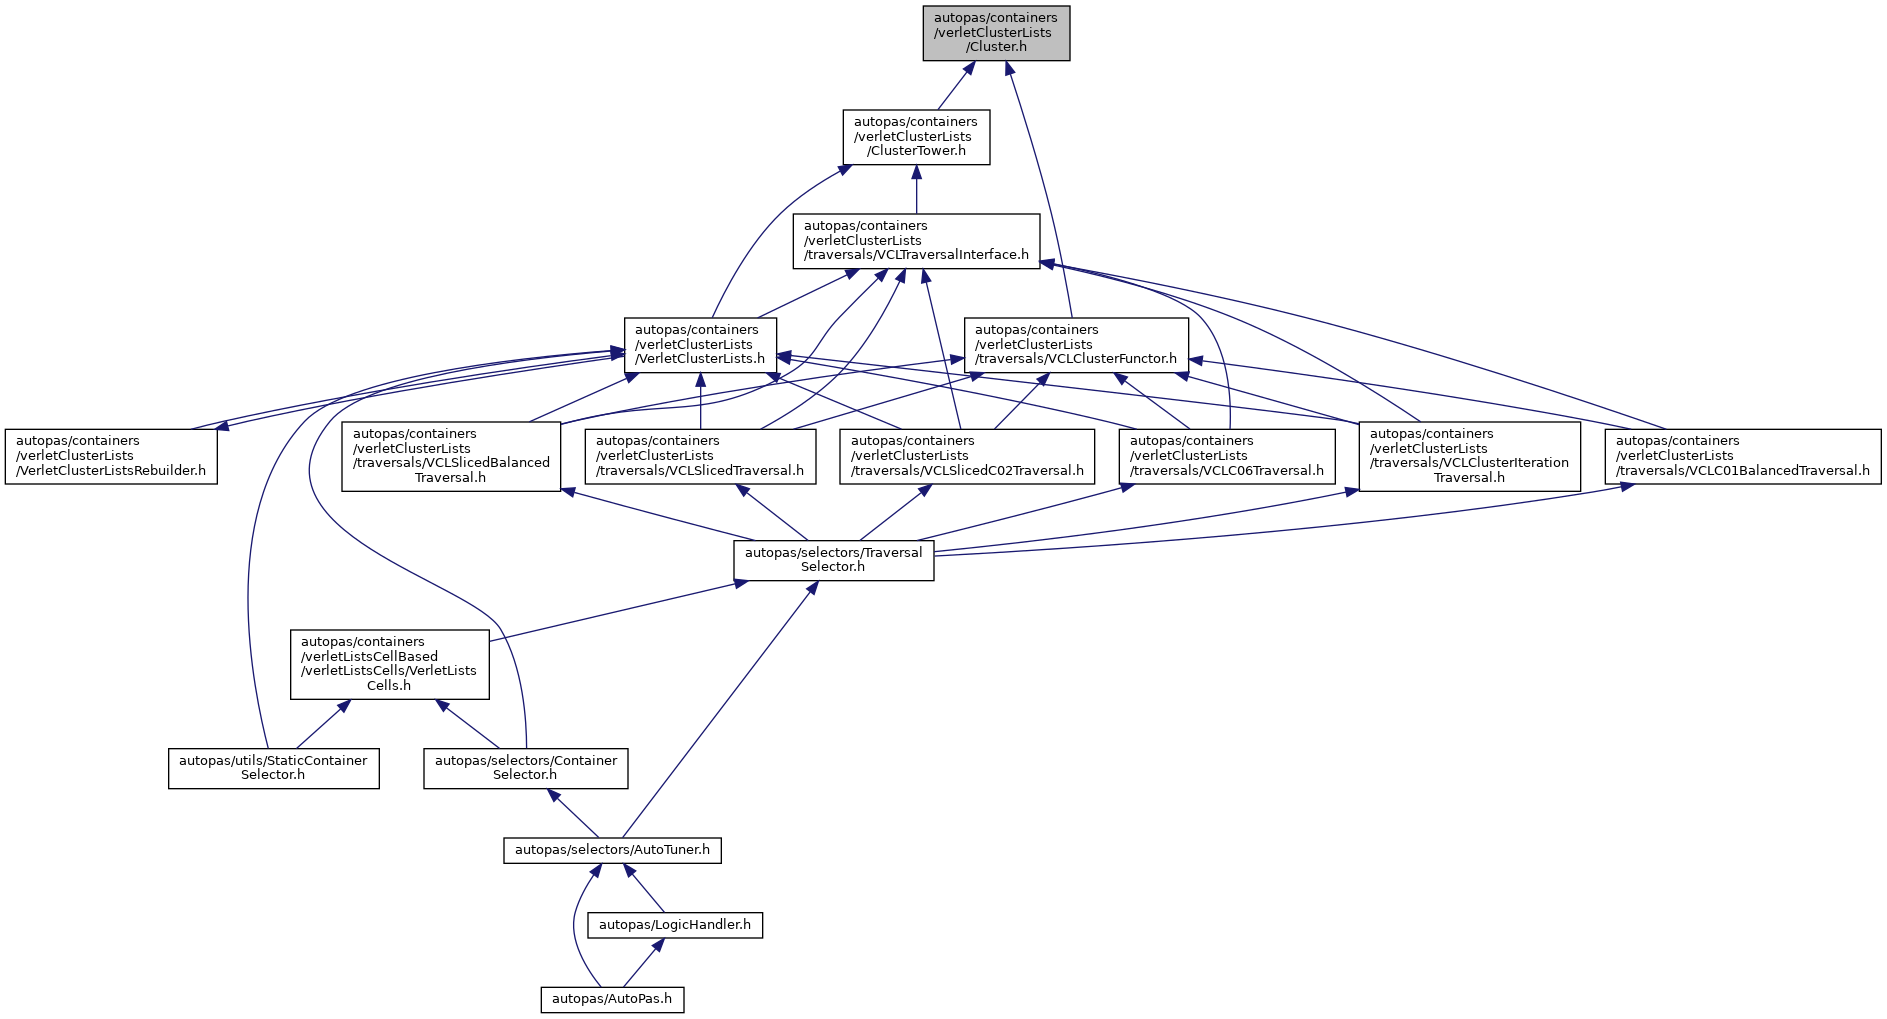 autopas/containers
/verletClusterLists
/Cluster.h
autopas/containers
/verletClusterLists
/ClusterTower.h
autopas/containers
/verletClusterLists
/traversals/VCLTraversalInterface.h
autopas/containers
/verletClusterLists
/VerletClusterLists.h
autopas/containers
/verletClusterLists
/traversals/VCLClusterFunctor.h
autopas/containers
/verletClusterLists
/VerletClusterListsRebuilder.h
autopas/containers
/verletClusterLists
/traversals/VCLSlicedBalanced
Traversal.h
autopas/containers
/verletClusterLists
/traversals/VCLSlicedTraversal.h
autopas/containers
/verletClusterLists
/traversals/VCLSlicedC02Traversal.h
autopas/containers
/verletClusterLists
/traversals/VCLC06Traversal.h
autopas/containers
/verletClusterLists
/traversals/VCLClusterIteration
Traversal.h
autopas/containers
/verletClusterLists
/traversals/VCLC01BalancedTraversal.h
autopas/selectors/Traversal
Selector.h
autopas/containers
/verletListsCellBased
/verletListsCells/VerletLists
Cells.h
autopas/utils/StaticContainer
Selector.h
autopas/selectors/Container
Selector.h
autopas/selectors/AutoTuner.h
autopas/LogicHandler.h
autopas/AutoPas.h